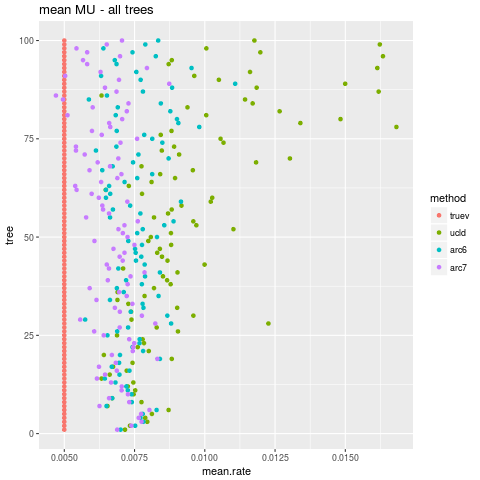 mean MU - all trees
100
75
50
25
0
tree
0.0050 0.0075 0.0100 0.0125 0.0150
mean.rate
method
truev
ucld
arc6
arc7